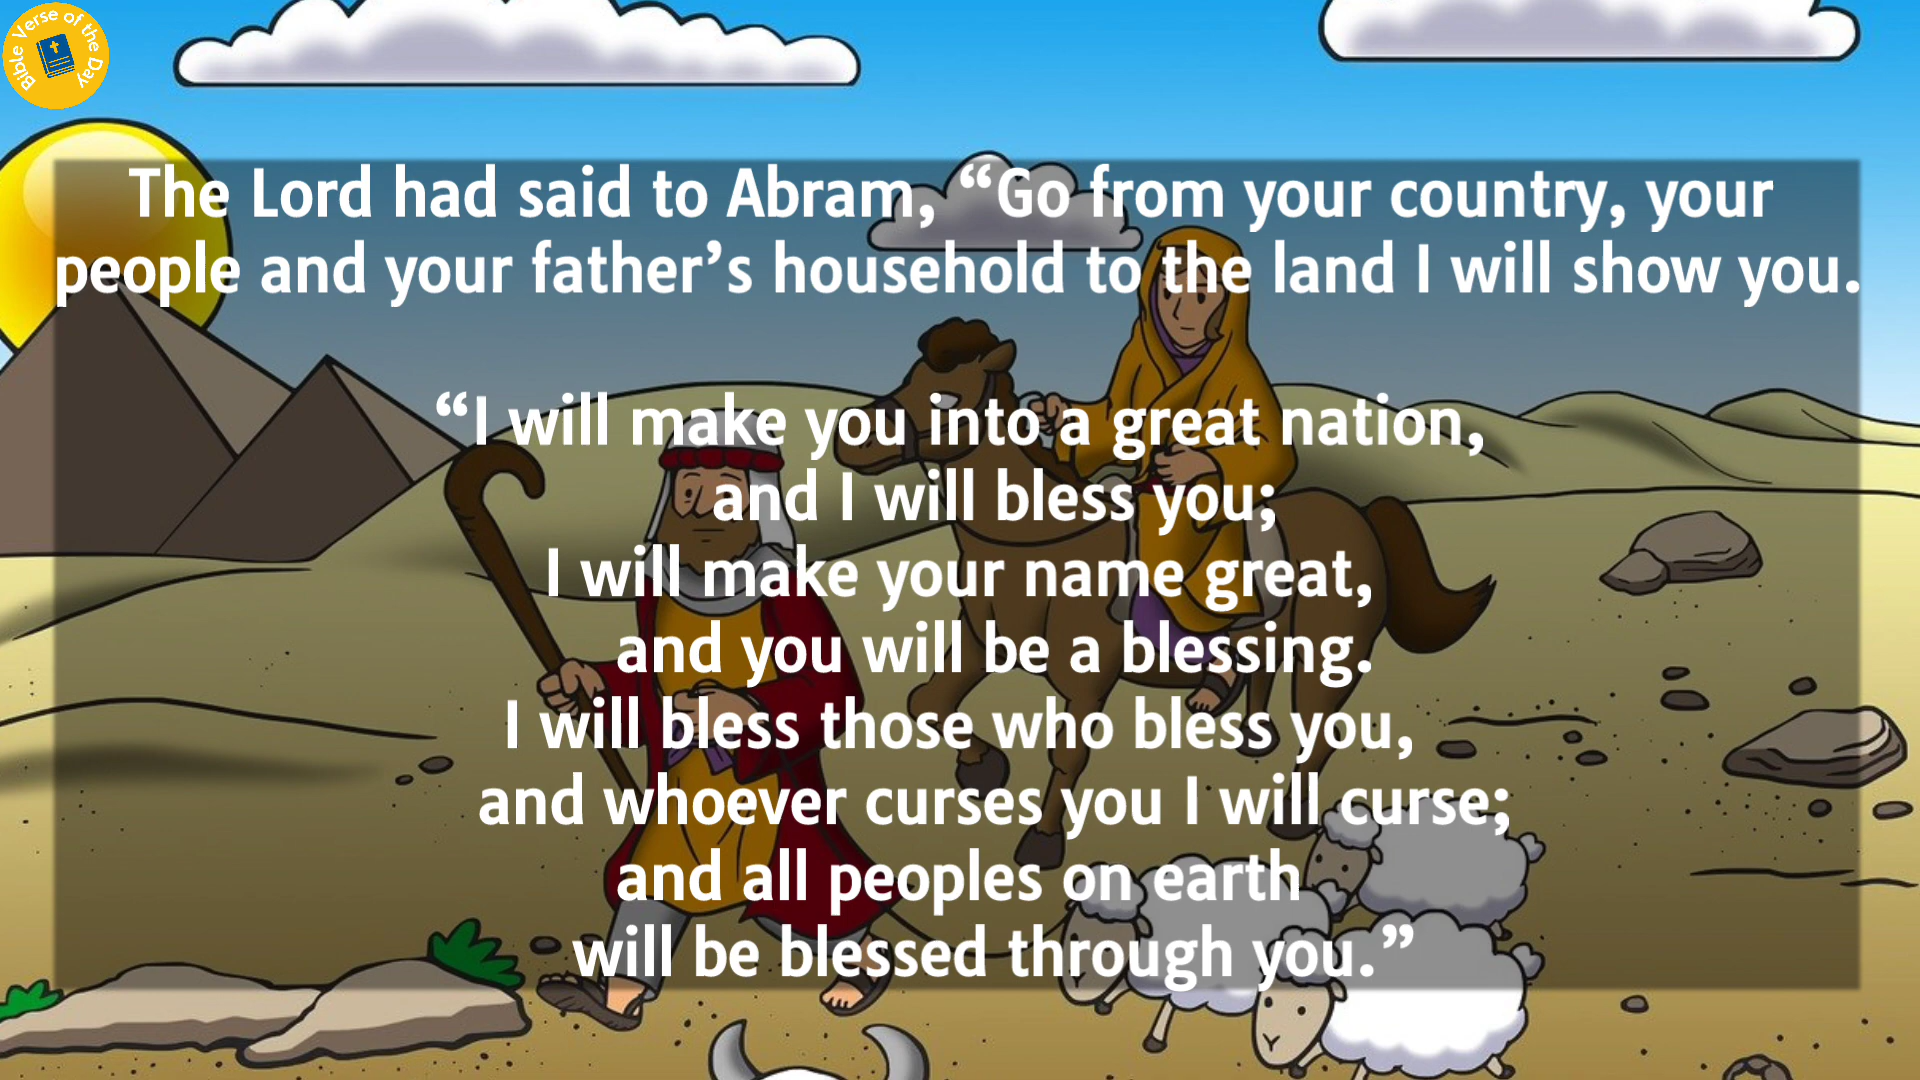 Bible Verse of the Day
The Lord had said to Abram, “Go from your country, your
people and your father’s household to the land I will show you.
“I will make you into a great nation,
and I will bless you;
I will make your name great,
and you will be a blessing.
I will bless those who bless you,
and whoever curses you I will curse;
and all peoples on earth
will be blessed through you.”